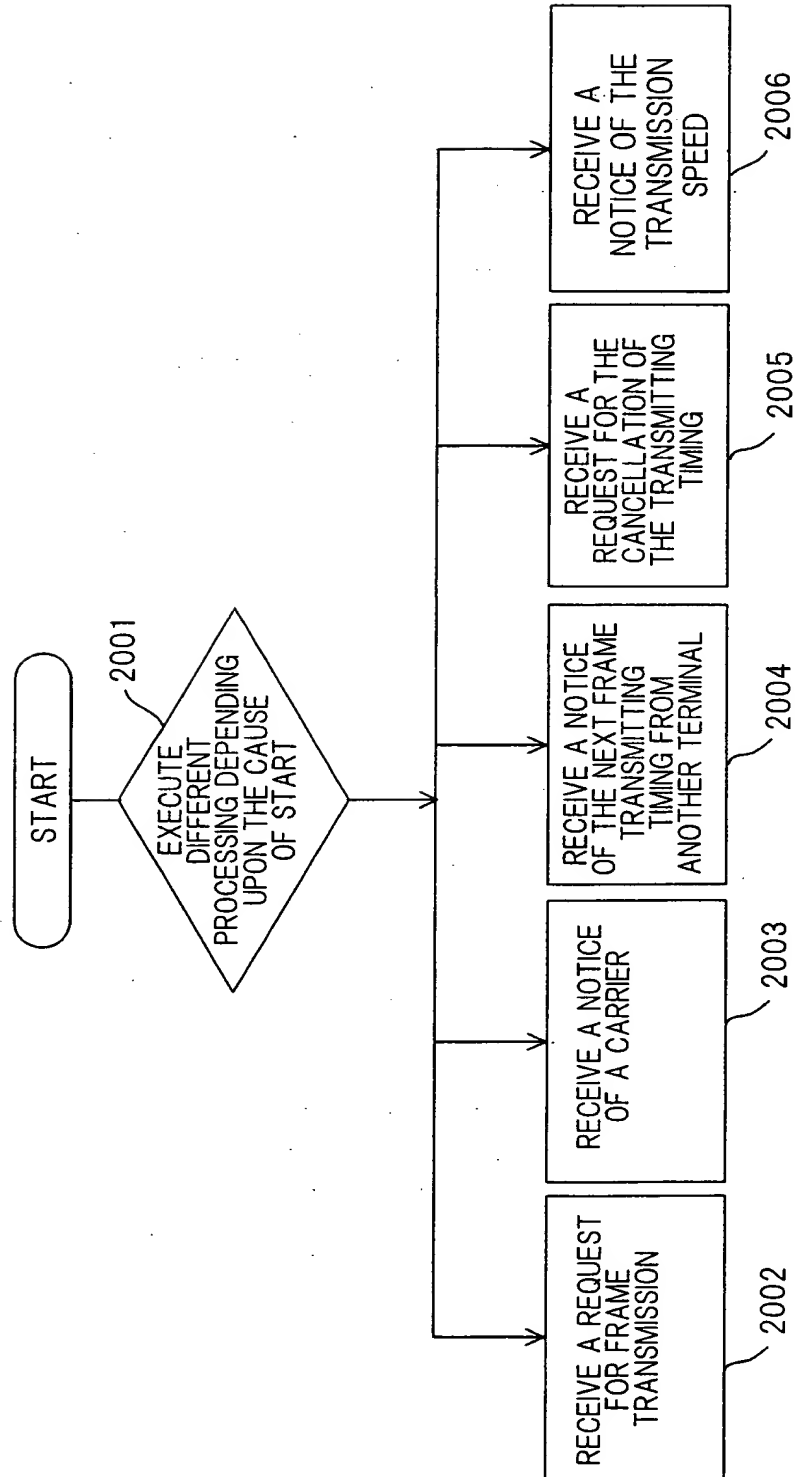 START
2001
EXECUTE
DIFFERENT
PROCESSING DEPENDING
UPON THE CAUSE
OF START
RECEIVE A REQUEST
FOR FRAME
TRANSMISSION
2002
RECEIVE A NOTICE
OF A CARRIER
2003
RECEIVE A NOTICE
OF THE NEXT FRAME
TRANSMITTING
TIMING FROM
ANOTHER TERMINAL
2004
RECEIVE A
REQUEST FOR THE
CANCELLATION OF
THE TRANSMITTING
TIMING
2005
RECEIVE A
NOTICE OF THE
TRANSMISSION
SPEED
2006